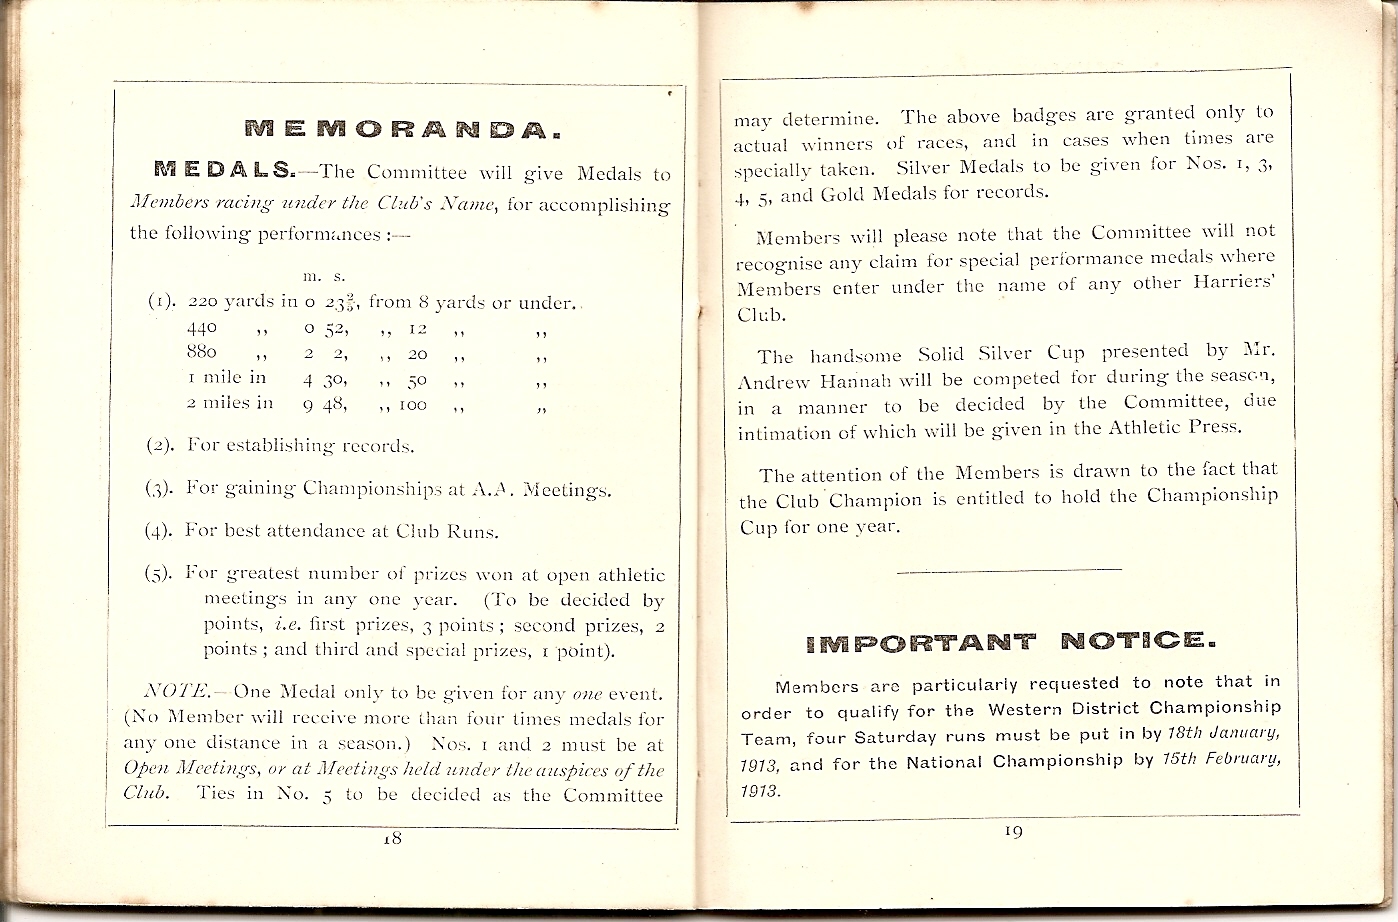 MEMORANDA.
MEDALS.—The Committee will give Medals to
Members racing under the Club's Name, for accomplishing
the following performances :—
m. s.
(1). 220 yards in 0 23⅖, from 8 yards or under.
440 ,, 0 52, ,, 12 ,, ,,
880 ,, 2 2, ,, 20 ,, ,,
1 mile in 4 30, ,, 50 ,, ,,
2 miles in 9 48, ,, 100 ,, ,,
(2). For establishing records.
(3). For gaining Championships at A.A. Meetings.
(4). For best attendance at Club Runs.
(5). For greatest number of prizes won at open athletic
meetings in any one year. (To be decided by
points, i.e. first prizes, 3 points ; second prizes, 2
points ; and third and special prizes, 1 point).
NOTE.—One Medal only to be given for any one event.
(No Member will receive more than four times medals for
any one distance in a season.) Nos. 1 and 2 must be at
Open Meetings, or at Meetings held under the auspices of the
Club. Ties in No. 5 to be decided as the Committee
18
may determine. The above badges are granted only to
actual winners of races, and in cases when times are
specially taken. Silver Medals to be given for Nos. 1, 3,
4, 5, and Gold Medals for records.
Members will please note that the Committee will not
recognise any claim for special performance medals where
Members enter under the name of any other Harriers'
Club.
The handsome Solid Silver Cup presented by Mr.
Andrew Hannah will be competed for during the season,
in a manner to be decided by the Committee, due
intimation of which will be given in the Athletic Press.
The attention of the Members is drawn to the fact that
the Club Champion is entitled to hold the Championship
Cup for one year.
IMPORTANT NOTICE.
Members are particularly requested to note that in
order to qualify for the Western District Championship
Team, four Saturday runs must be put in by 18th January,
1913, and for the National Championship by 15th February,
1913.
19